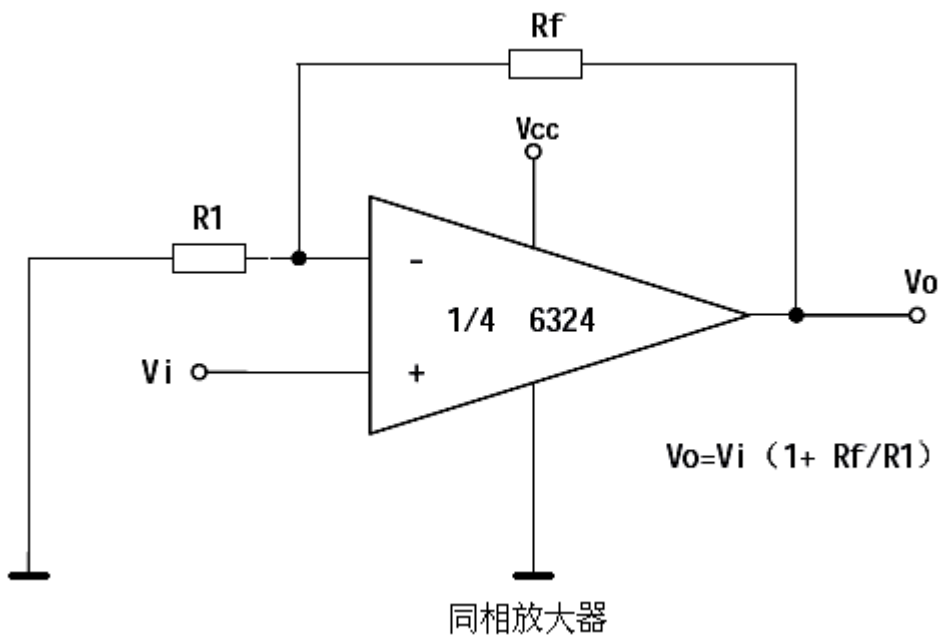 Rf
Vcc
R1
-
Vo
1/4 6324
Vi
+
Vo=Vi（1+ Rf/R1）
同相放大器